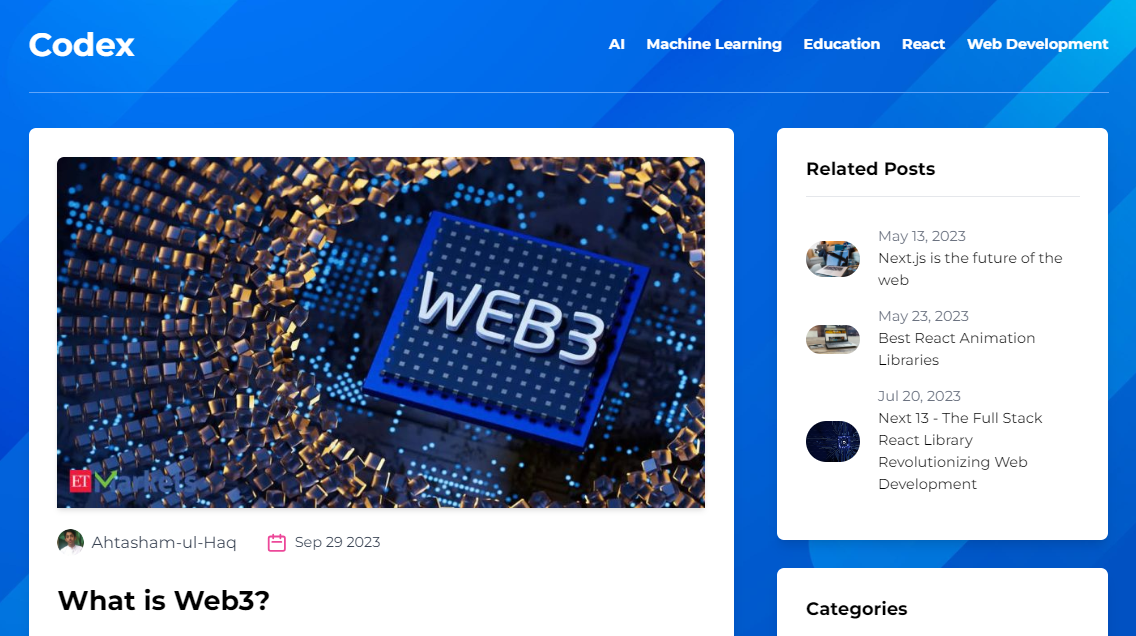 Codex
AI Machine Learning Education React Web Development
WEB3
ET Markets
Ahtasham-ul-Haq Sep 29 2023
What is Web3?
Related Posts
May 13, 2023
Next.js is the future of the
web
May 23, 2023
Best React Animation
Libraries
Jul 20, 2023
Next 13 - The Full Stack
React Library
Revolutionizing Web
Development
Categories